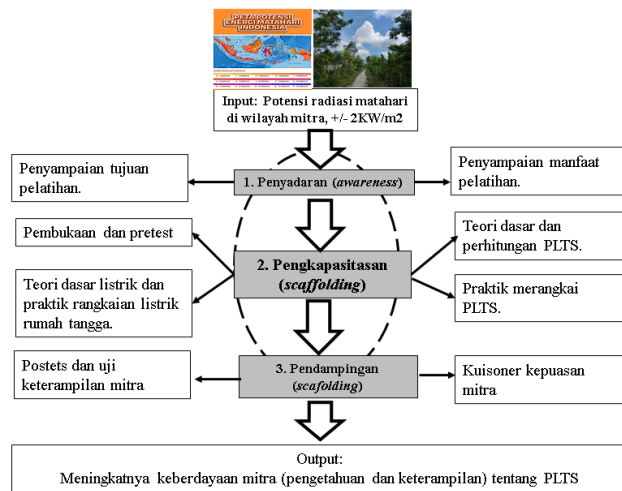 PETA POTENSI
ENERGI MATAHARI
INDONESIA
Input: Potensi radiasi matahari
di wilayah mitra, +/- 2KW/m2
Penyampaian tujuan
pelatihan.
1. Penyadaran (awareness)
Penyampaian manfaat
pelatihan.
Pembukaan dan pretest
Teori dasar listrik dan
praktik rangkaian listrik
rumah tangga.
2. Pengkapasitasan
(scaffolding)
Teori dasar dan
perhitungan PLTS.
Praktik merangkai
PLTS.
Postets dan uji
keterampilan mitra
3. Pendampingan
(scafolding)
Kuisoner kepuasan
mitra
Output:
Meningkatnya keberdayaan mitra (pengetahuan dan keterampilan) tentang PLTS